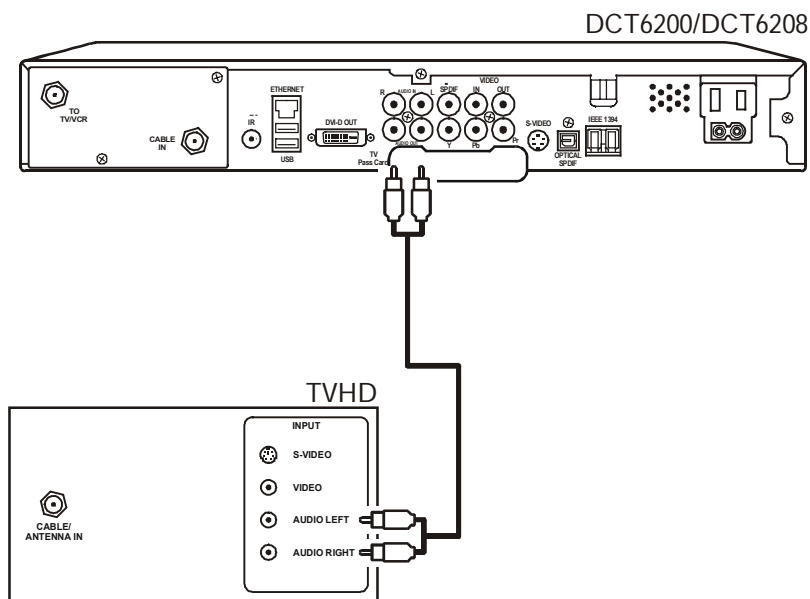 DCT6200/DCT6208
TO
TV/VCR
CABLE
IN
IR
ETHERNET
USB
DVI-D OUT
R AUDIO IN L
SPDIF
VIDEO
IN OUT
AUDIO OUT
TV
Pass Card
Y Pb Pr
S-VIDEO
OPTICAL
SPDIF
IEEE 1394
TVHD
INPUT
S-VIDEO
VIDEO
AUDIO LEFT
AUDIO RIGHT
CABLE/
ANTENNA IN